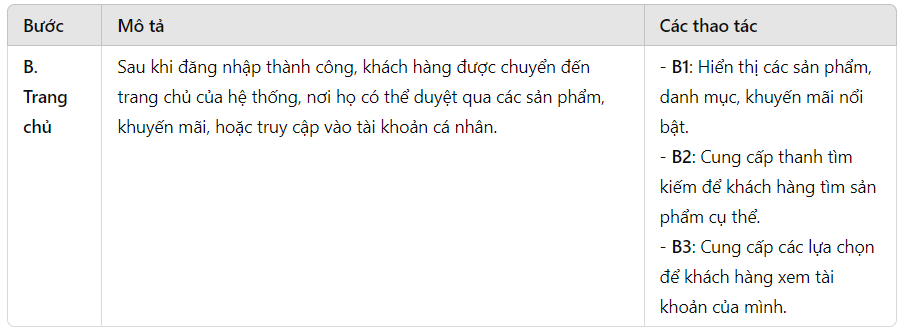 Bước Mô tả Các thao tác
B. Trang chủ
Sau khi đăng nhập thành công, khách hàng được chuyển đến
trang chủ của hệ thống, nơi họ có thể duyệt qua các sản phẩm,
khuyến mãi, hoặc truy cập vào tài khoản cá nhân.
- B1: Hiển thị các sản phẩm,
danh mục, khuyến mãi nổi
bật.
- B2: Cung cấp thanh tìm
kiếm để khách hàng tìm sản
phẩm cụ thể.
- B3: Cung cấp các lựa chọn
để khách hàng xem tài
khoản của mình.